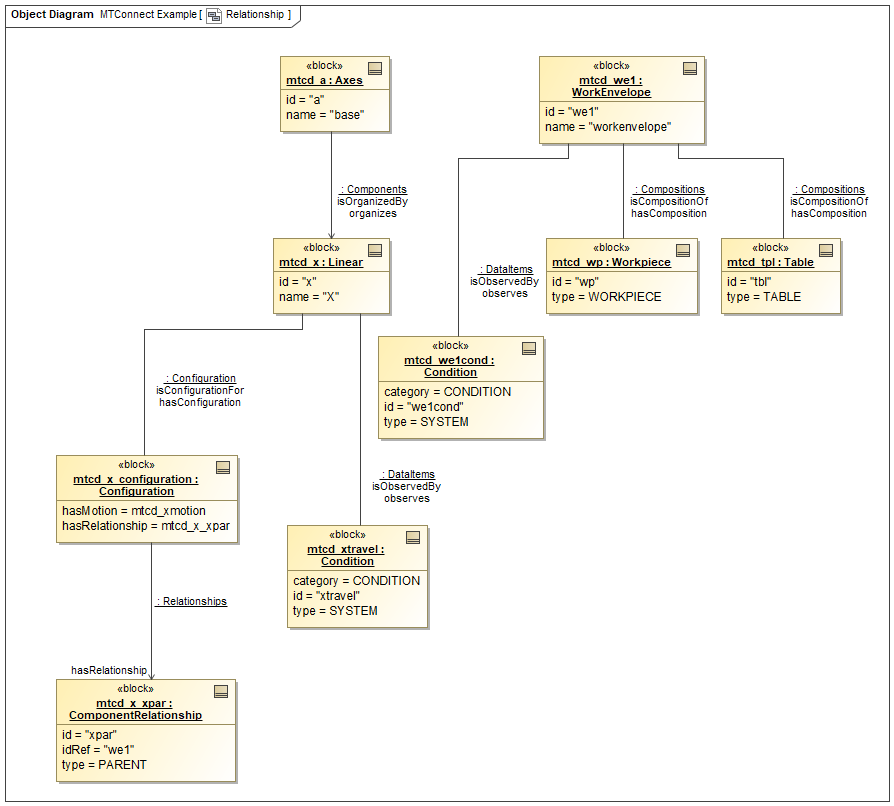 Object Diagram MTConnect Example [ Relationship ]
«block»
mtcd_a : Axes
id = "a"
name = "base"
«block»
mtcd_we1 :
WorkEnvelope
id = "we1"
name = "workenvelope"
: Components
isOrganizedBy
organizes
: Compositions
isCompositionOf
hasComposition
: Compositions
isCompositionOf
hasComposition
«block»
mtcd_x : Linear
id = "x"
name = "X"
: DataItems
isObservedBy
observes
«block»
mtcd_wp : Workpiece
id = "wp"
type = WORKPIECE
«block»
mtcd_tpl : Table
id = "tbl"
type = TABLE
: Configuration
isConfigurationFor
hasConfiguration
«block»
mtcd_we1cond :
Condition
category = CONDITION
id = "we1cond"
type = SYSTEM
«block»
mtcd_x_configuration :
Configuration
hasMotion = mtcd_xmotion
hasRelationship = mtcd_x_xpar
: DataItems
isObservedBy
observes
«block»
mtcd_xtravel :
Condition
category = CONDITION
id = "xtravel"
type = SYSTEM
: Relationships
hasRelationship
«block»
mtcd_x_xpar :
ComponentRelationship
id = "xpar"
idRef = "we1"
type = PARENT